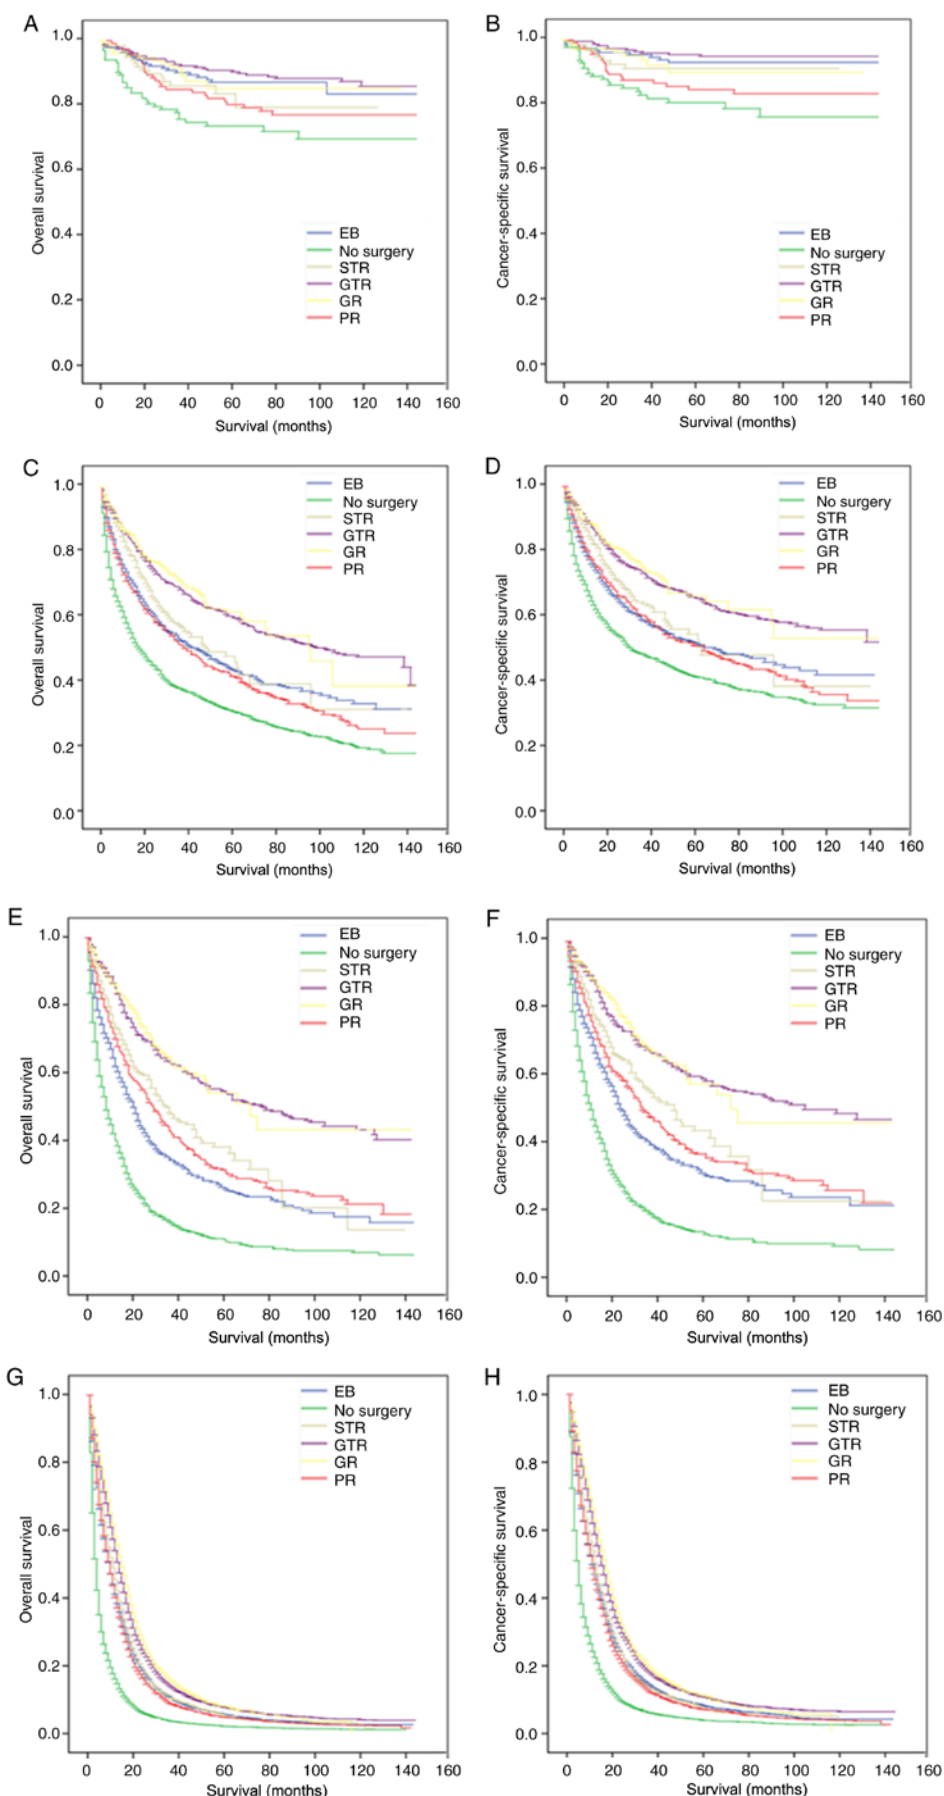 A
1.0
0.8
0.6
0.4
0.2
0.0
Overall survival
EB
No surgery
STR
GTR
GR
PR
0 20 40 60 80 100 120 140 160
Survival (months)
B
1.0
0.8
0.6
0.4
0.2
0.0
Cancer-specific survival
EB
No surgery
STR
GTR
GR
PR
0 20 40 60 80 100 120 140 160
Survival (months)
C
1.0
0.8
0.6
0.4
0.2
0.0
Overall survival
EB
No surgery
STR
GTR
GR
PR
0 20 40 60 80 100 120 140 160
Survival (months)
D
1.0
0.8
0.6
0.4
0.2
0.0
Cancer-specific survival
EB
No surgery
STR
GTR
GR
PR
0 20 40 60 80 100 120 140 160
Survival (months)
E
1.0
0.8
0.6
0.4
0.2
0.0
Overall survival
EB
No surgery
STR
GTR
GR
PR
0 20 40 60 80 100 120 140 160
Survival (months)
F
1.0
0.8
0.6
0.4
0.2
0.0
Cancer-specific survival
EB
No surgery
STR
GTR
GR
PR
0 20 40 60 80 100 120 140 160
Survival (months)
G
1.0
0.8
0.6
0.4
0.2
0.0
Overall survival
EB
No surgery
STR
GTR
GR
PR
0 20 40 60 80 100 120 140 160
Survival (months)
H
1.0
0.8
0.6
0.4
0.2
0.0
Cancer-specific survival
EB
No surgery
STR
GTR
GR
PR
0 20 40 60 80 100 120 140 160
Survival (months)